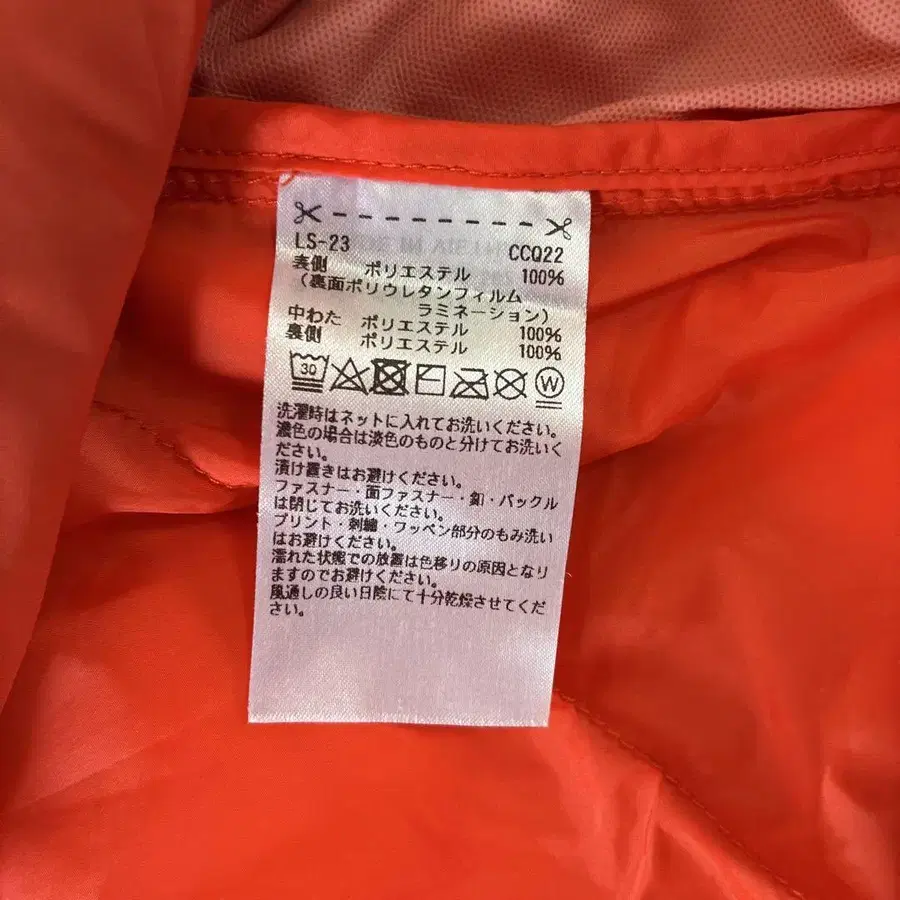 LS-23 CCQ22
表側 ポリエステル 100%
(裏面ポリウレタンフィルム
ラミネーション)
中わた ポリエステル 100%
裏側 ポリエステル 100%
30 W
洗濯時はネットに入れてお洗いください。
濃色の場合は淡色のものと分けてお洗いく
ださい。
漬け置きはお避けください。
ファスナー・面ファスナー・釦・バックル
は閉じてお洗いください。
プリント・刺繍・ワッペン部分のもみ洗い
はお避けください。
濡れた状態での放置は色移りの原因となり
ますのでお避けください。
風通しの良い日陰にて十分乾燥させてくだ
さい。